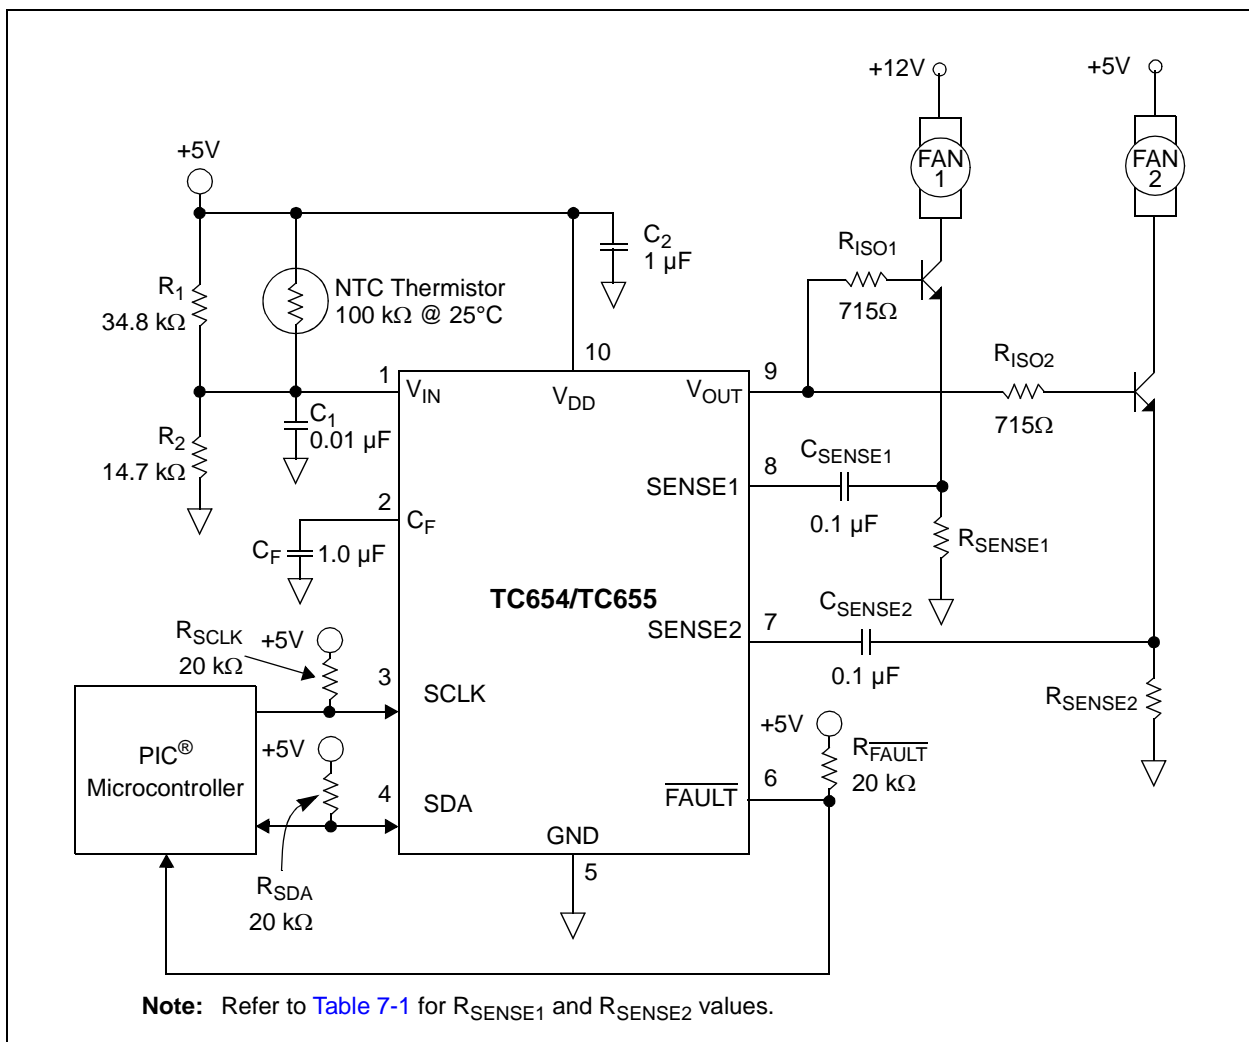 +12V
+5V
FAN
1
FAN
2
+5V
R1
34.8 kΩ
NTC Thermistor
100 kΩ @ 25°C
C2
1 µF
RISO1
715Ω
RISO2
715Ω
1
VIN
10
VDD
9
VOUT
C1
0.01 µF
R2
14.7 kΩ
2
CF
CF
1.0 µF
8
SENSE1
CSENSE1
0.1 µF
RSENSE1
TC654/TC655
7
SENSE2
CSENSE2
0.1 µF
RSENSE2
RSCLK
20 kΩ
+5V
3
SCLK
PIC®
Microcontroller
+5V
4
SDA
RSDA
20 kΩ
+5V
RFAULT
20 kΩ
6
FAULT
GND
5
Note: Refer to Table 7-1 for RSENSE1 and RSENSE2 values.